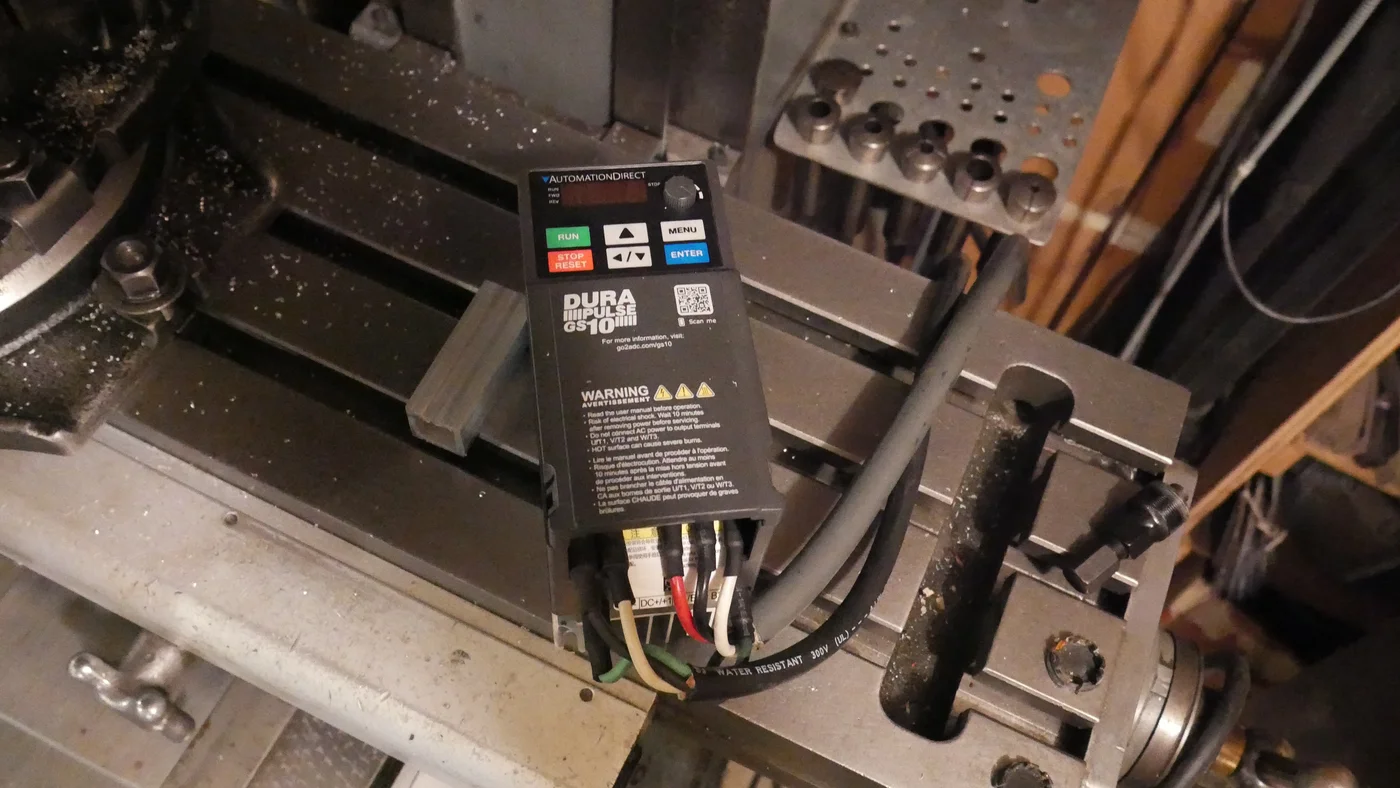 AUTOMATIONDIRECT
RUN
FWD
REV
STOP
RUN
MENU
STOP
RESET
ENTER
DURA
PULSE
GS10
Scan me
For more information, visit:
go2adc.com/gs10
WARNING
AVERTISSEMENT
• Read the user manual before operation.
• Risk of electrical shock. Wait 10 minutes
after removing power before servicing.
• Do not connect AC power to output terminals
U/T1, V/T2 and W/T3.
• HOT surface can cause severe burns.
• Lire le manuel avant de procéder à l'opération.
• Risque d'électrocution. Attendre au moins
10 minutes après la mise hors tension avant
de procéder aux interventions.
• Ne pas brancher le câble d'alimentation en
CA aux bornes de sortie U/T1, V/T2 ou W/T3.
• La surface CHAUDE peut provoquer de graves
brûlures.
DC+/+1
WATER RESISTANT 300V (UL)